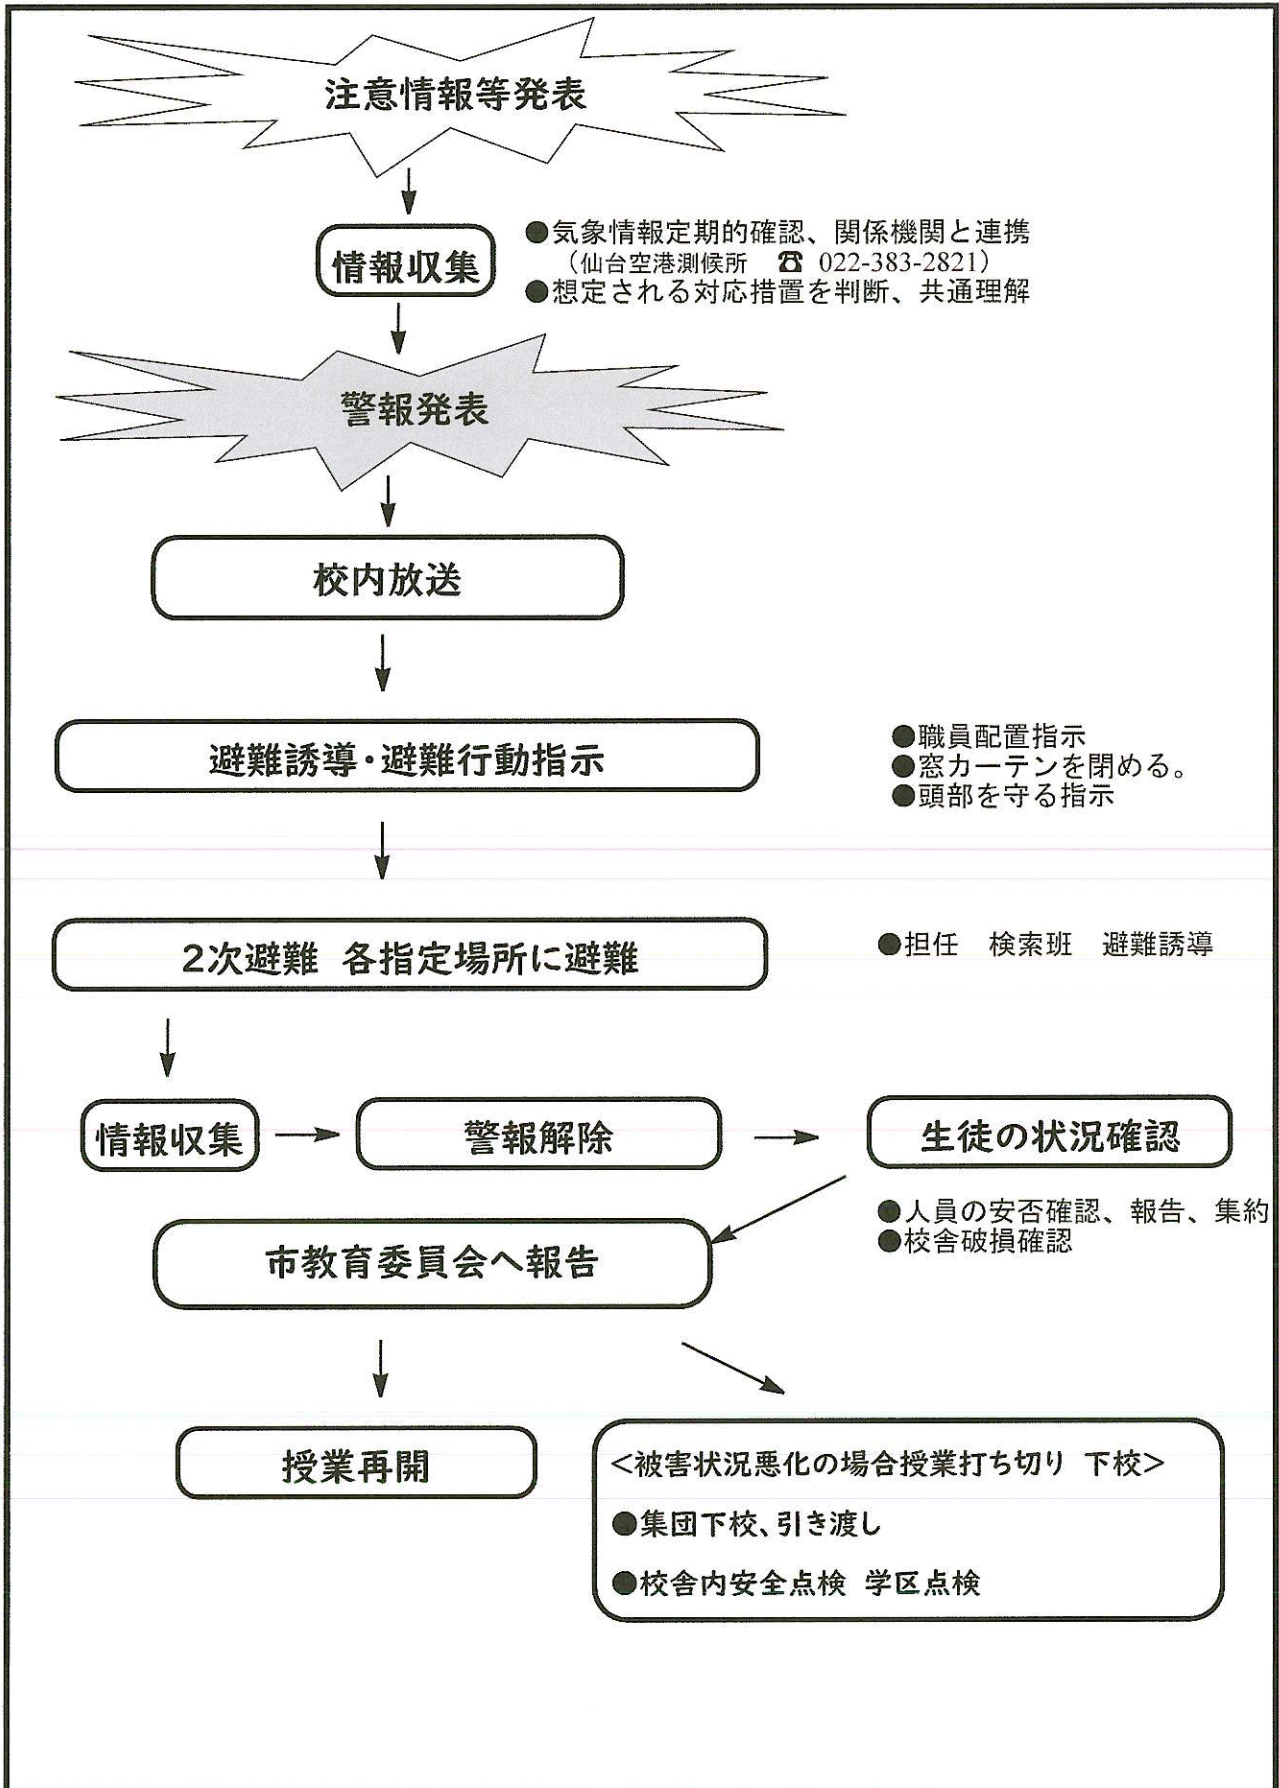 注意情報等発表
情報収集
●気象情報定期的確認、関係機関と連携
（仙台空港測候所 ☎ 022-383-2821）
●想定される対応措置を判断、共通理解
警報発表
校内放送
避難誘導・避難行動指示
●職員配置指示
●窓カーテンを閉める。
●頭部を守る指示
2次避難 各指定場所に避難
●担任 検索班 避難誘導
情報収集
警報解除
生徒の状況確認
●人員の安否確認、報告、集約
●校舎破損確認
市教育委員会へ報告
授業再開
<被害状況悪化の場合授業打ち切り 下校>
●集団下校、引き渡し
●校舎内安全点検 学区点検